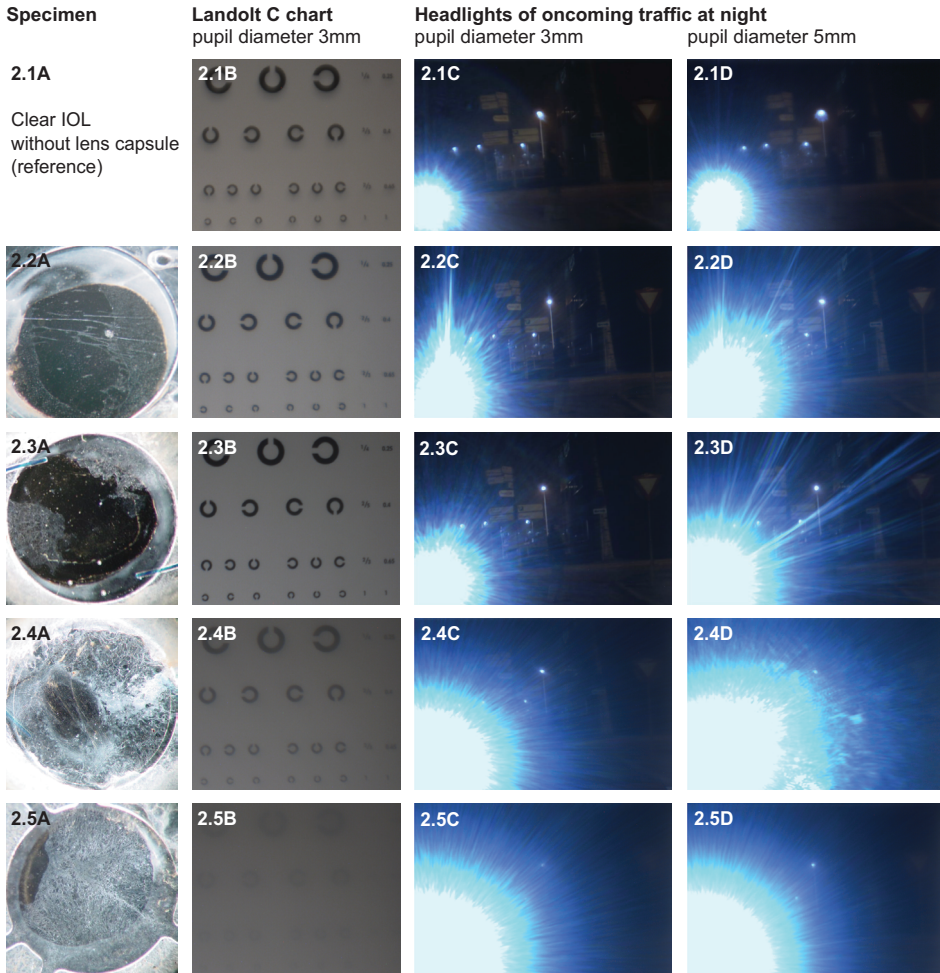 Specimen
Landolt C chart
pupil diameter 3mm
Headlights of oncoming traffic at night
pupil diameter 3mm
pupil diameter 5mm
2.1A
Clear IOL
without lens capsule
(reference)
2.1B
2.1C
2.1D
2.2A
2.2B
2.2C
2.2D
2.3A
2.3B
2.3C
2.3D
2.4A
2.4B
2.4C
2.4D
2.5A
2.5B
2.5C
2.5D